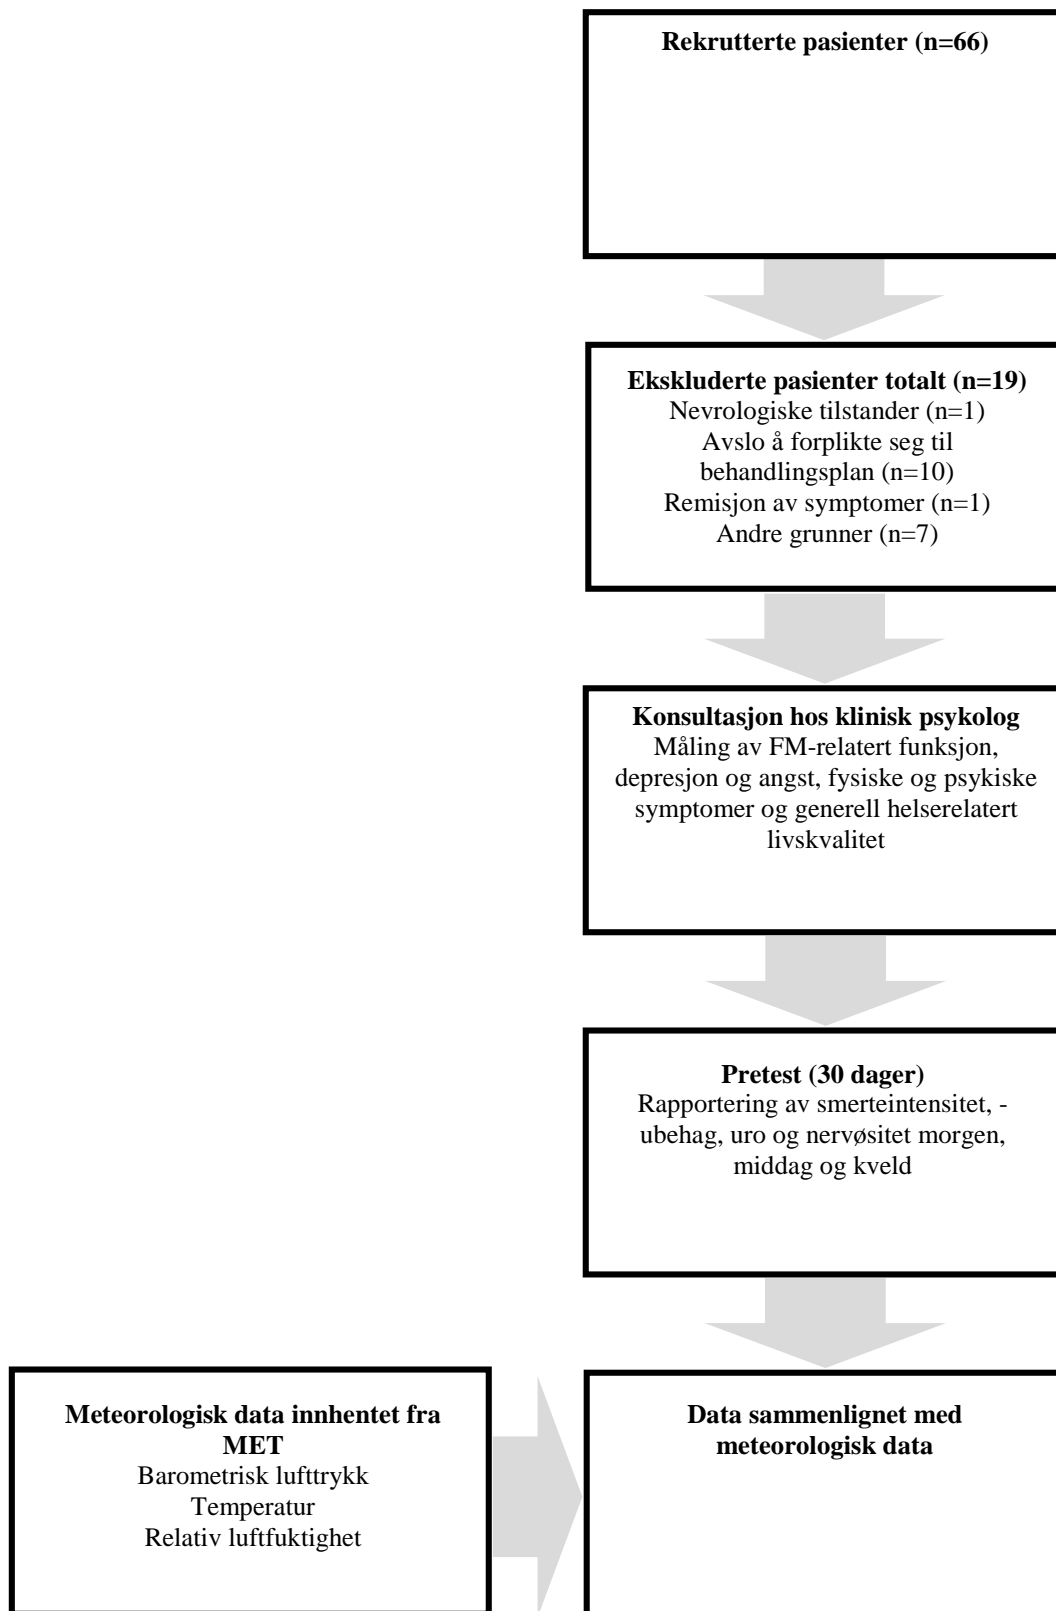 Rekrutterte pasienter (n=66)
Ekskluderte pasienter totalt (n=19)
Nevrologiske tilstander (n=1)
Avslo å forplikte seg til
behandlingsplan (n=10)
Remisjon av symptomer (n=1)
Andre grunner (n=7)
Konsultasjon hos klinisk psykolog
Måling av FM-relatert funksjon,
depresjon og angst, fysiske og psykiske
symptomer og generell helserelatert
livskvalitet
Pretest (30 dager)
Rapportering av smerteintensitet, -
ubehag, uro og nervøsitet morgen,
middag og kveld
Meteorologisk data innhentet fra
MET
Barometrisk lufttrykk
Temperatur
Relativ luftfuktighet
Data sammenlignet med
meteorologisk data